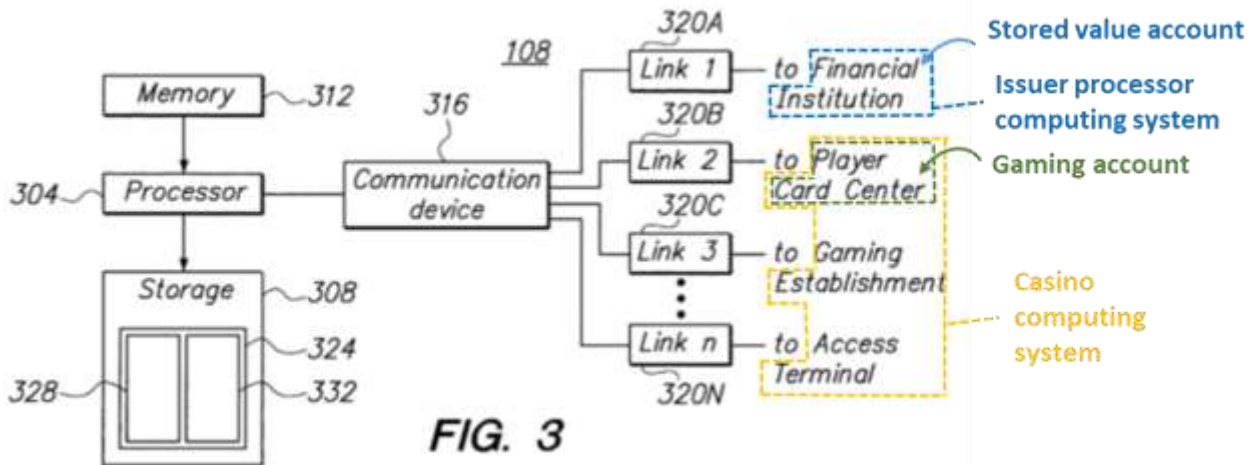 108
Memory
312
304
Processor
Storage
308
324
328
332
316
Communication
device
320A
Link 1
to Financial
Institution
320B
Link 2
to Player
Card Center
320C
Link 3
to Gaming
Establishment
Link n
to Access
Terminal
320N
FIG. 3
Stored value account
Issuer processor
computing system
Gaming account
Casino
computing
system